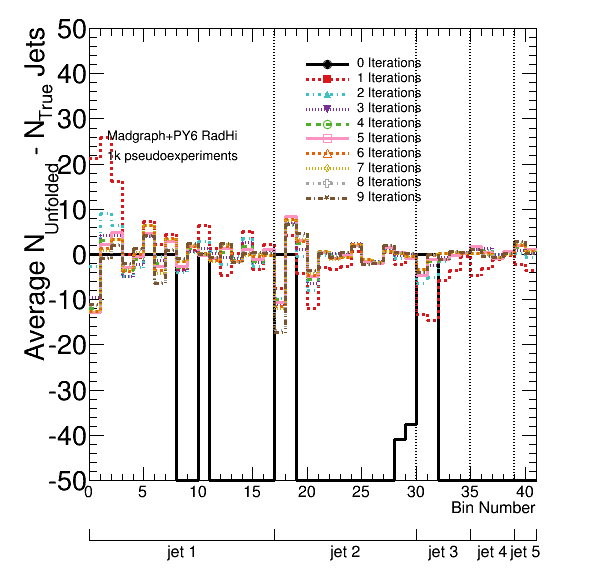 Average N_Unfolded - N_True Jets
50
40
30
20
10
0
-10
-20
-30
-40
-50
Madgraph+PY6 RadHi
1k pseudoexperiments
0 Iterations
1 Iterations
2 Iterations
3 Iterations
4 Iterations
5 Iterations
6 Iterations
7 Iterations
8 Iterations
9 Iterations
0 5 10 15 20 25 30 35 40
Bin Number
jet 1 jet 2 jet 3 jet 4 jet 5